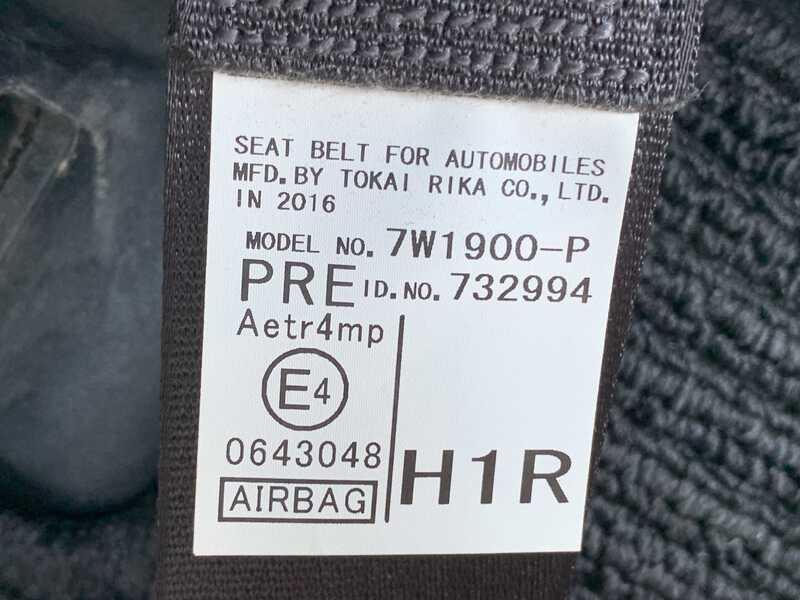 SEAT BELT FOR AUTOMOBILES
MFD. BY TOKAI RIKA CO., LTD.
IN 2016
MODEL NO. 7W1900-P
PRE ID.NO. 732994
Aetr4mp
E4
0643048
H1R
AIRBAG